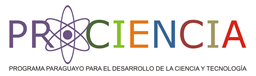 PROCIENCIA
PROGRAMA PARAGUAYO PARA EL DESARROLLO DE LA CIENCIA Y TECNOLOGÍA